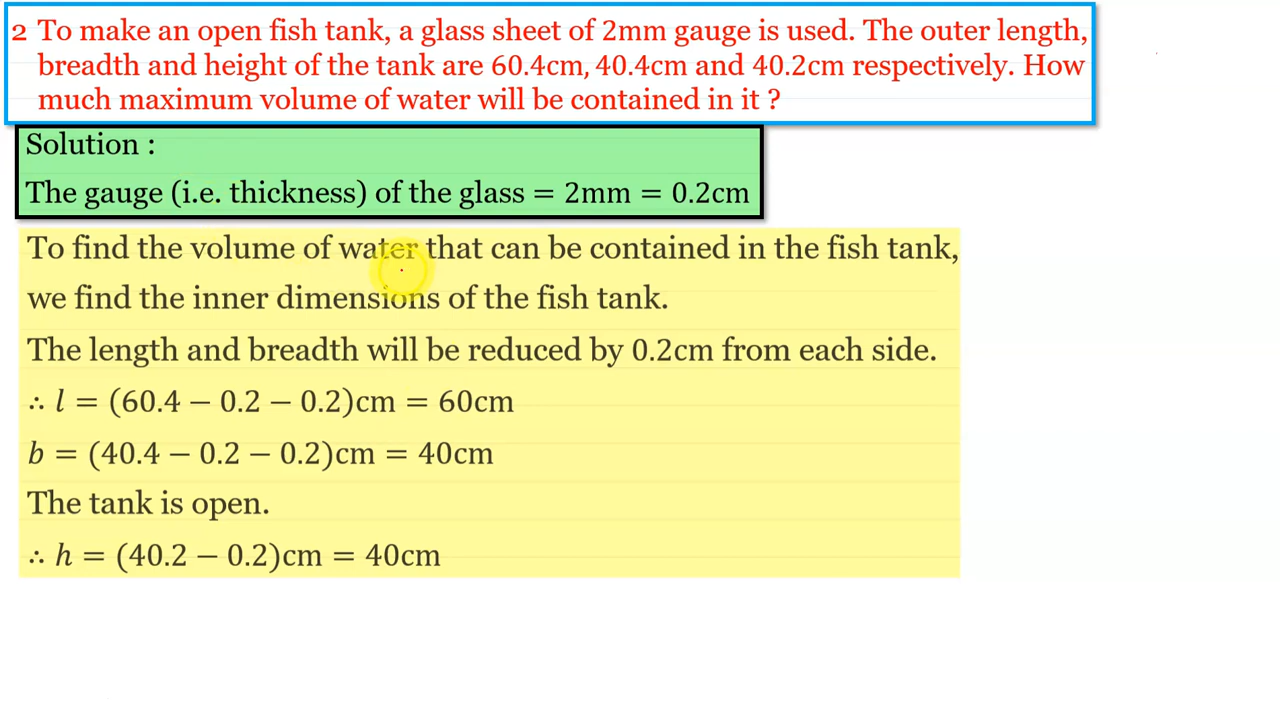 2 To make an open fish tank, a glass sheet of 2mm gauge is used. The outer length,
breadth and height of the tank are 60.4cm, 40.4cm and 40.2cm respectively. How
much maximum volume of water will be contained in it ?
Solution :
The gauge (i.e. thickness) of the glass = 2mm = 0.2cm
To find the volume of water that can be contained in the fish tank,
we find the inner dimensions of the fish tank.
The length and breadth will be reduced by 0.2cm from each side.
∴ l = (60.4 − 0.2 − 0.2)cm = 60cm
b = (40.4 − 0.2 − 0.2)cm = 40cm
The tank is open.
∴ h = (40.2 − 0.2)cm = 40cm